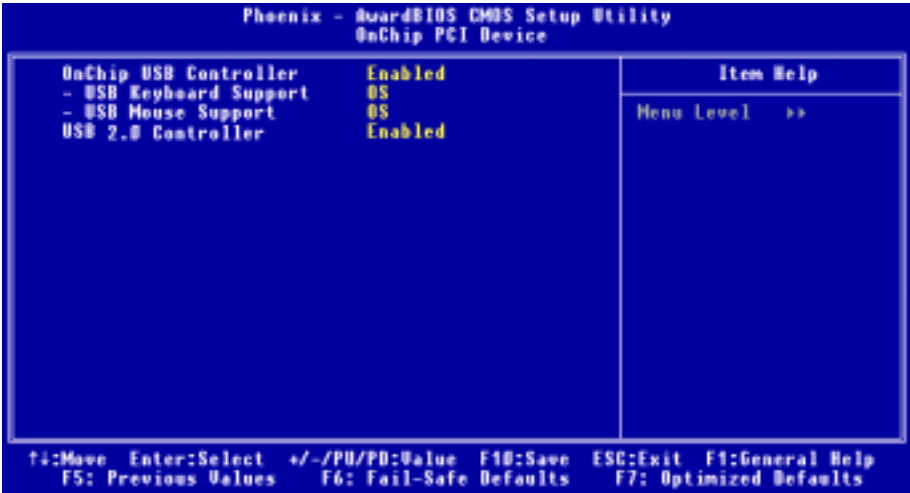 Phoenix - AwardBIOS CMOS Setup Utility
OnChip PCI Device
OnChip USB Controller Enabled
- USB Keyboard Support OS
- USB Mouse Support OS
USB 2.0 Controller Enabled
Item Help
Menu Level ►►
↑↓:Move Enter:Select +/-/PU/PD:Value F10:Save ESC:Exit F1:General Help
F5: Previous Values F6: Fail-Safe Defaults F7: Optimized Defaults